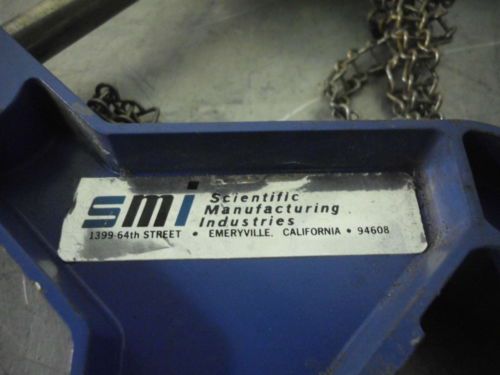 smi
Scientific
Manufacturing
Industries
1399-64th STREET • EMERYVILLE, CALIFORNIA • 94608